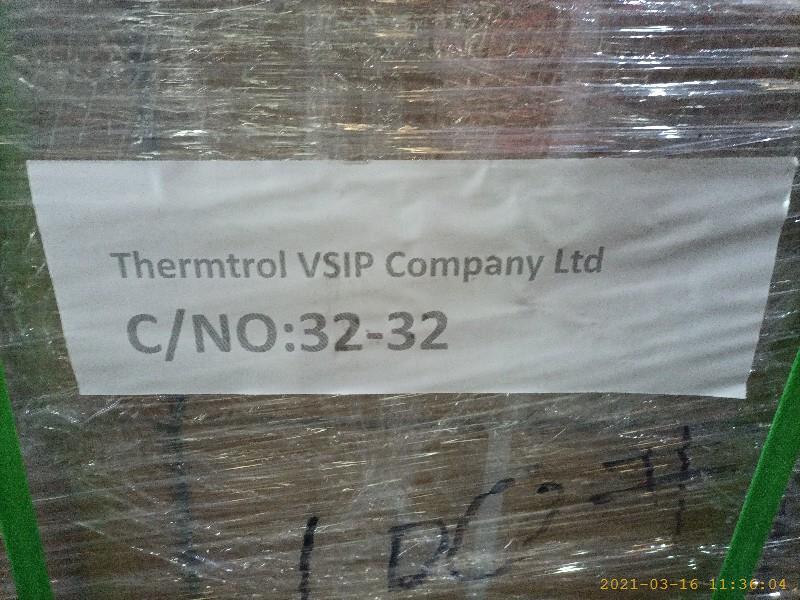 Thermtrol VSIP Company Ltd
C/NO:32-32
2021-03-16 11:36:04